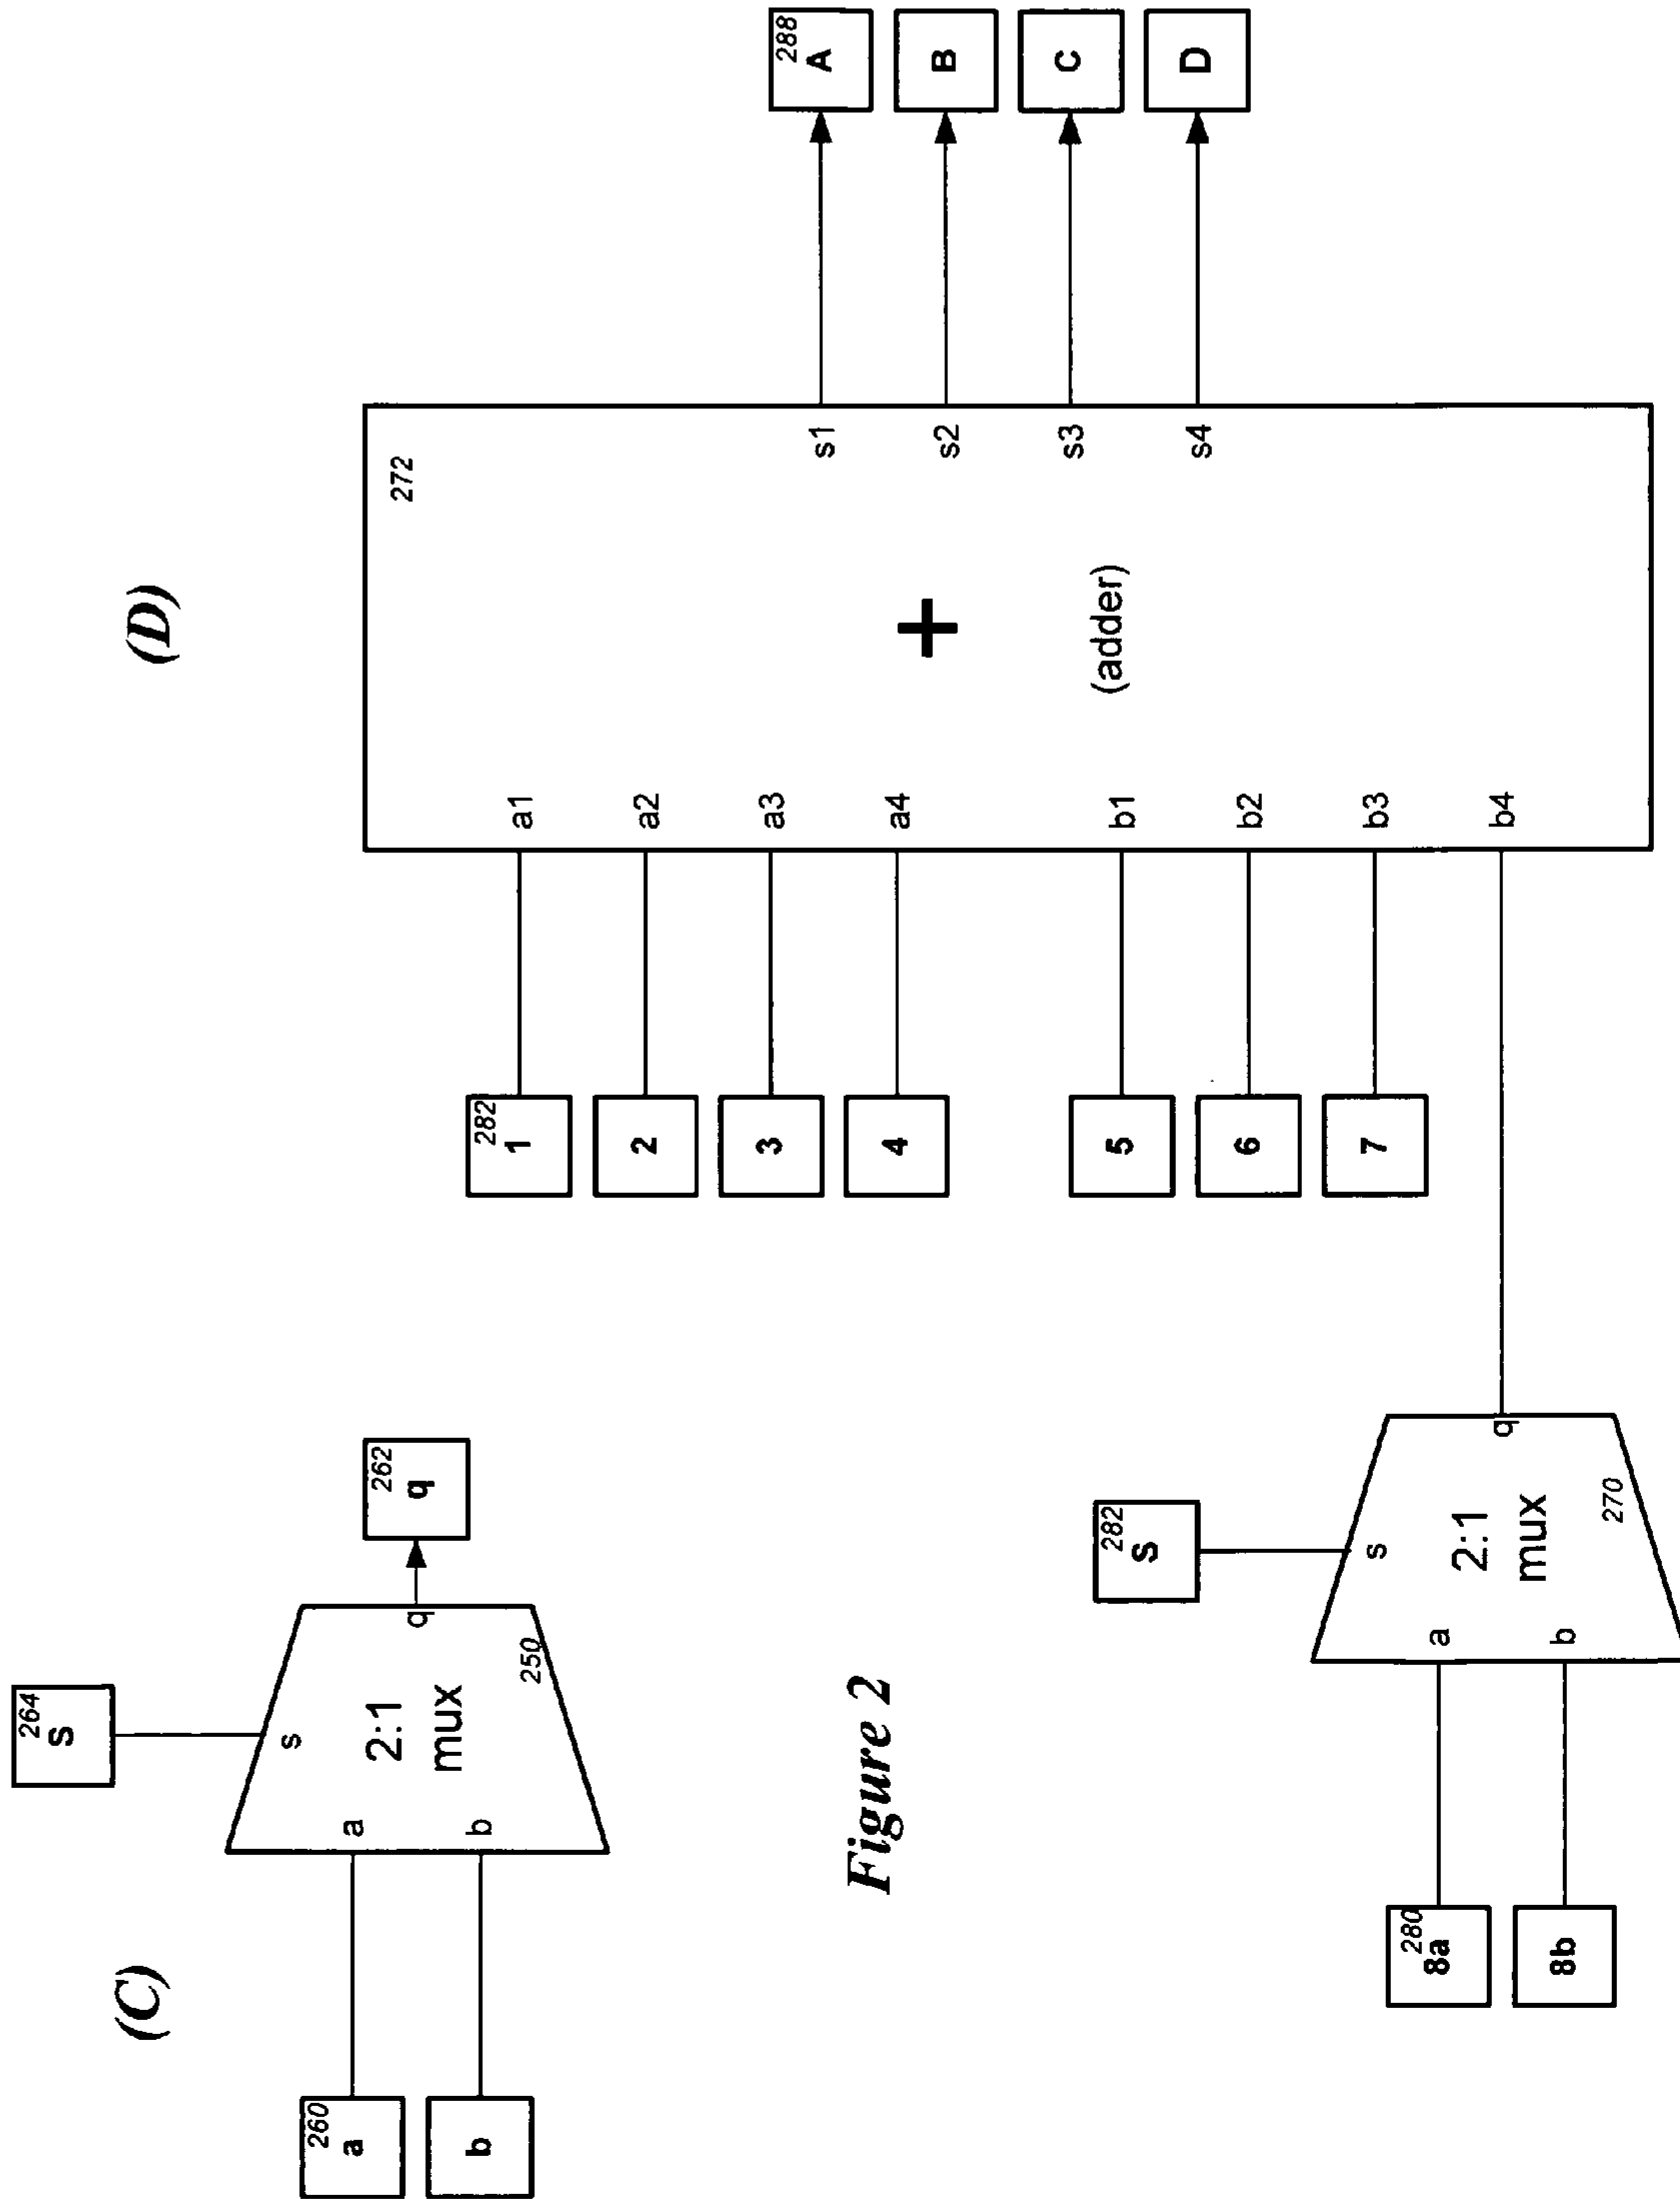 (C)
264
s
260
a
b
s
a
b
2:1
mux
250
q
262
q
Figure 2
(D)
282
1
2
3
4
5
6
7
282
s
280
8a
8b
s
a
b
2:1
mux
270
q
272
a1
a2
a3
a4
b1
b2
b3
b4
+
(adder)
s1
s2
s3
s4
288
A
B
C
D